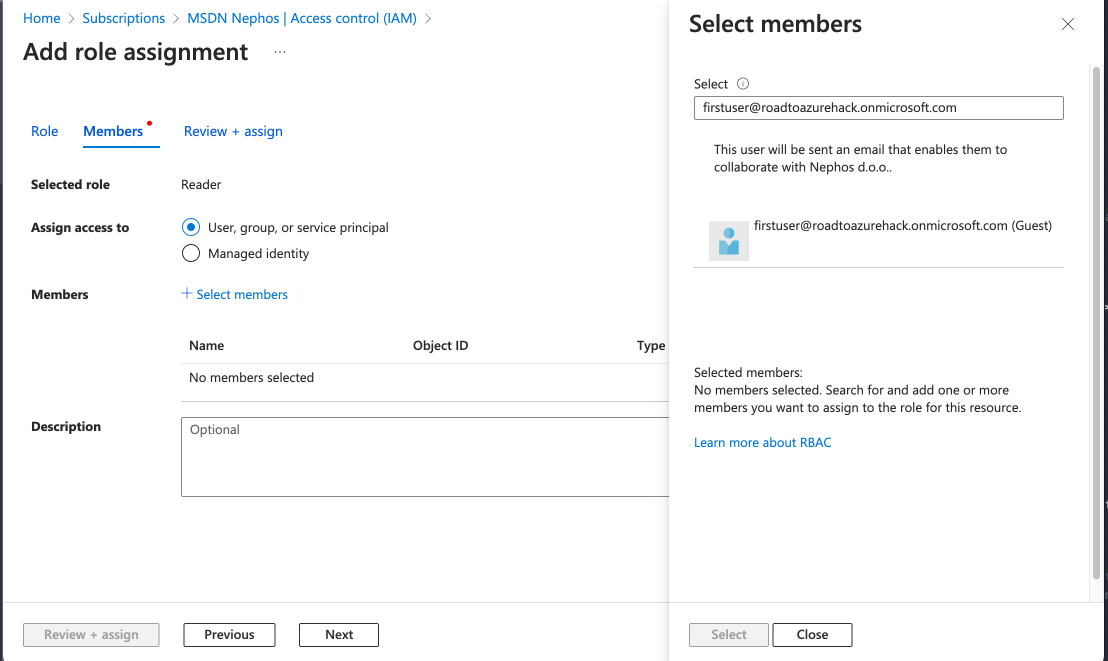 Home > Subscriptions > MSDN Nephos | Access control (IAM) >
Add role assignment ...
Role Members Review + assign
Selected role Reader
Assign access to User, group, or service principal
Managed identity
Members + Select members
Name Object ID Type
No members selected
Description Optional
Review + assign Previous Next
Select members
Select
firstuser@roadtoazurehack.onmicrosoft.com
This user will be sent an email that enables them to
collaborate with Nephos d.o.o..
firstuser@roadtoazurehack.onmicrosoft.com (Guest)
Selected members:
No members selected. Search for and add one or more
members you want to assign to the role for this resource.
Learn more about RBAC
Select Close